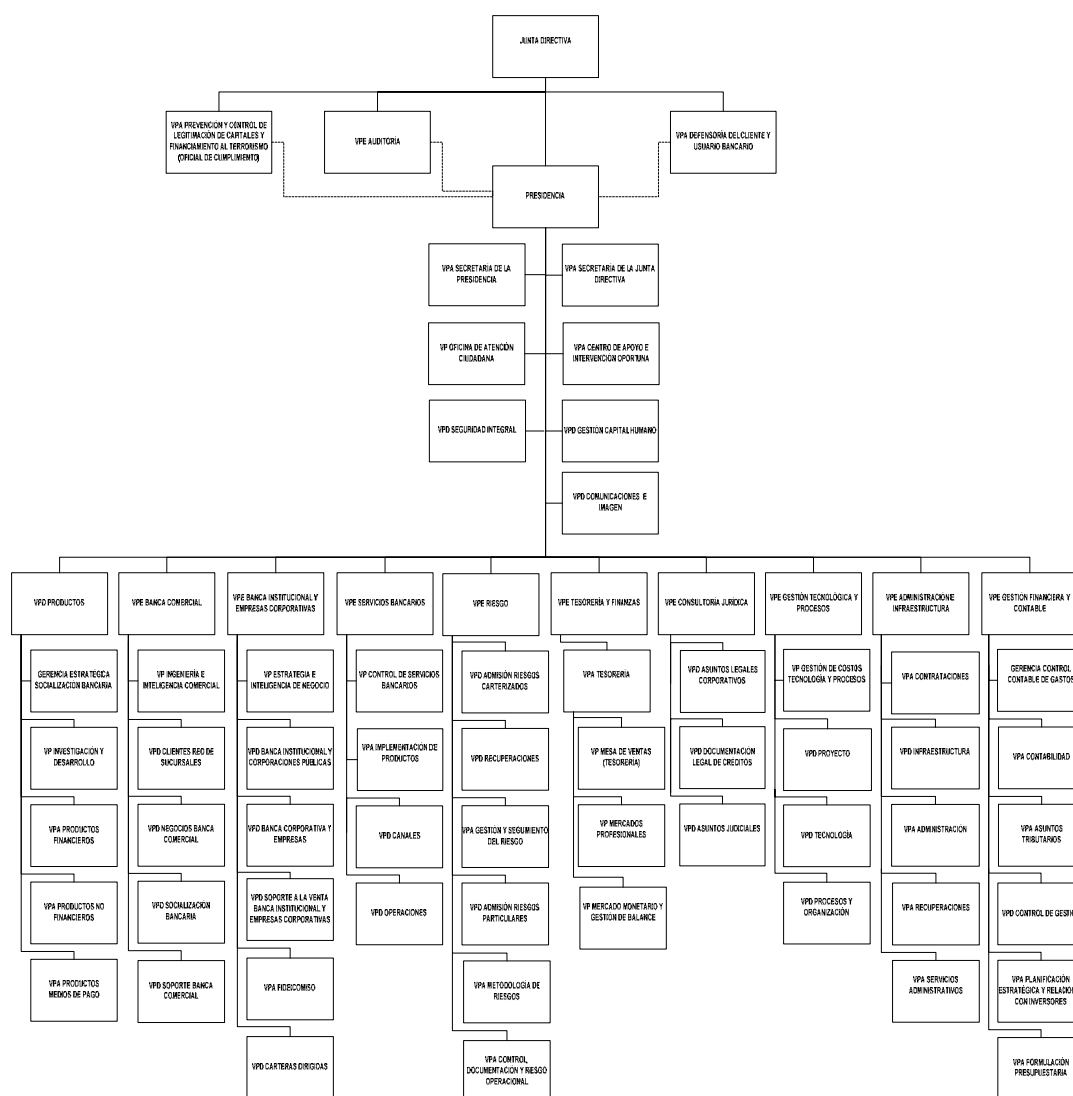 JUNTA DIRECTIVA
VPA PREVENCIÓN Y CONTROL DE
LEGITIMACIÓN DE CAPITALES Y
FINANCIAMIENTO AL TERRORISMO
(OFICIAL DE CUMPLIMIENTO)
VPE AUDITORÍA
VPA DEFENSORÍA DEL CLIENTE Y
USUARIO BANCARIO
PRESIDENCIA
VPA SECRETARÍA DE LA
PRESIDENCIA
VPA SECRETARÍA DE LA JUNTA
DIRECTIVA
VP OFICINA DE ATENCIÓN
CIUDADANA
VPA CENTRO DE APOYO E
INTERVENCIÓN OPORTUNA
VPD SEGURIDAD INTEGRAL
VPD GESTIÓN CAPITAL HUMANO
VPD COMUNICACIONES E
IMAGEN
VPD PRODUCTOS
GERENCIA ESTRATÉGICA
SOCIALIZACIÓN BANCARIA
VP INVESTIGACIÓN Y
DESARROLLO
VPA PRODUCTOS
FINANCIEROS
VPA PRODUCTOS NO
FINANCIEROS
VPA PRODUCTOS
MEDIOS DE PAGO
VPE BANCA COMERCIAL
VP INGENIERÍA E
INTELIGENCIA COMERCIAL
VPD CLIENTES RED DE
SUCURSALES
VPD NEGOCIOS BANCA
COMERCIAL
VPD SOCIALIZACIÓN
BANCARIA
VPD SOPORTE BANCA
COMERCIAL
VPE BANCA INSTITUCIONAL Y
EMPRESAS CORPORATIVAS
VP ESTRATEGIA E
INTELIGENCIA DE NEGOCIO
VPD BANCA INSTITUCIONAL Y
CORPORACIONES PÚBLICAS
VPD BANCA CORPORATIVA Y
EMPRESAS
VPD SOPORTE A LA VENTA
BANCA INSTITUCIONAL Y
EMPRESAS CORPORATIVAS
VPA FIDEICOMISO
VPD CARTERAS DIRIGIDAS
VPE SERVICIOS BANCARIOS
VP CONTROL DE SERVICIOS
BANCARIOS
VPA IMPLEMENTACIÓN DE
PRODUCTOS
VPD CANALES
VPD OPERACIONES
VPE RIESGO
VPD ADMISIÓN RIESGOS
CARTERIZADOS
VPD RECUPERACIONES
VPA GESTIÓN Y SEGUIMIENTO
DEL RIESGO
VPD ADMISIÓN RIESGOS
PARTICULARES
VPA METODOLOGÍA DE
RIESGOS
VPA CONTROL,
DOCUMENTACIÓN Y RIESGO
OPERACIONAL
VPE TESORERÍA Y FINANZAS
VPA TESORERÍA
VP MESA DE VENTAS
(TESORERÍA)
VP MERCADOS
PROFESIONALES
VP MERCADO MONETARIO Y
GESTIÓN DE BALANCE
VPE CONSULTORÍA JURÍDICA
VPD ASUNTOS LEGALES
CORPORATIVOS
VPD DOCUMENTACIÓN
LEGAL DE CREDITOS
VPD ASUNTOS JUDICIALES
VPE GESTIÓN TECNOLÓGICA Y
PROCESOS
VP GESTIÓN DE COSTOS
TECNOLOGÍA Y PROCESOS
VPD PROYECTO
VPD TECNOLOGÍA
VPD PROCESOS Y
ORGANIZACIÓN
VPE ADMINISTRACION E
INFRAESTRUCTURA
VPA CONTRATACIONES
VPD INFRAESTRUCTURA
VPA ADMINISTRACIÓN
VPA RECUPERACIONES
VPA SERVICIOS
ADMINISTRATIVOS
VPE GESTIÓN FINANCIERA Y
CONTABLE
GERENCIA CONTROL
CONTABLE DE GASTOS
VPA CONTABILIDAD
VPA ASUNTOS
TRIBUTARIOS
VPD CONTROL DE GESTIÓN
VPA PLANIFICACIÓN
ESTRATÉGICA Y RELACION
CON INVERSORES
VPA FORMULACIÓN
PRESUPUESTARIA